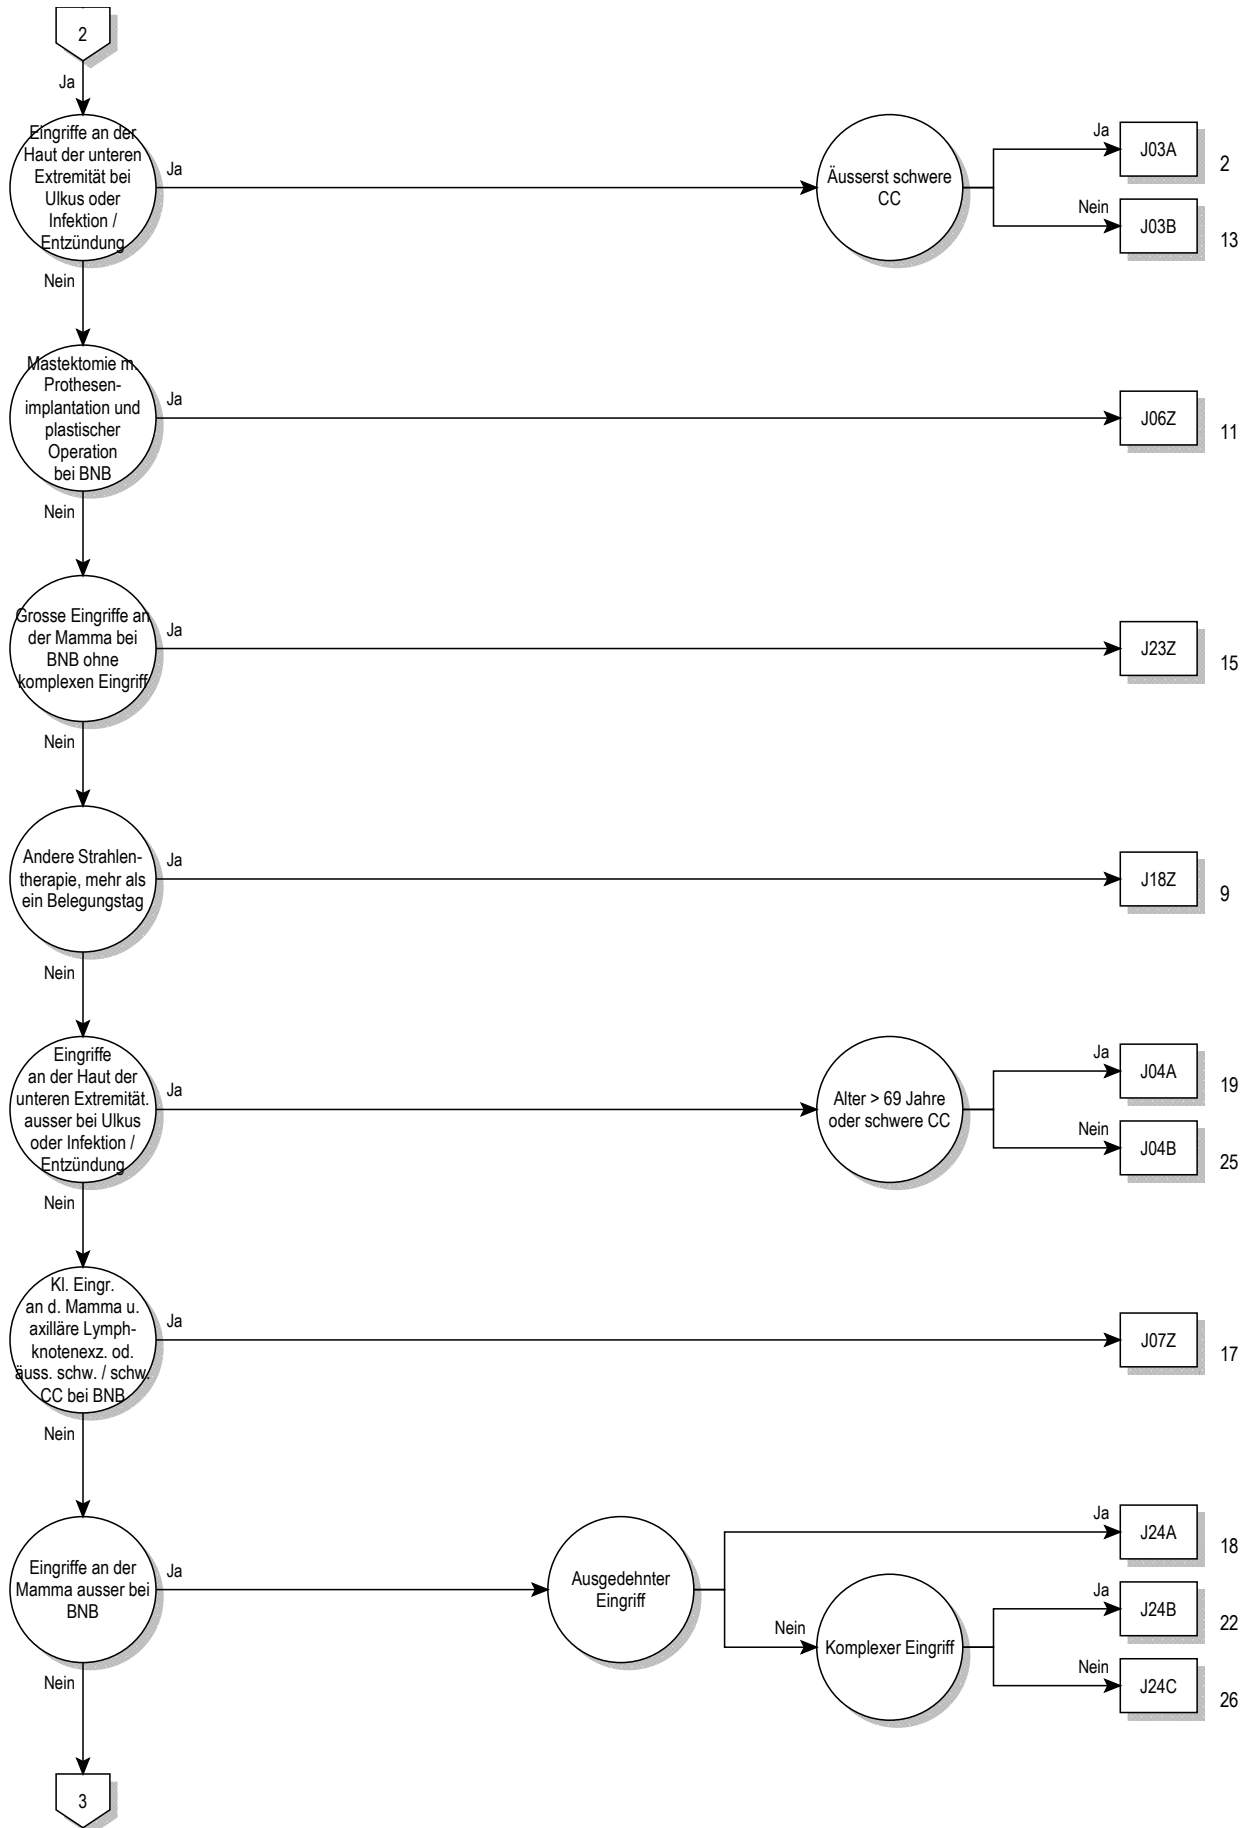 2
Ja
Eingriffe an der
Haut der unteren
Extremität bei
Ulkus oder
Infektion /
Entzündung
Ja
Äusserst schwere
CC
Ja
J03A
2
Nein
J03B
13
Nein
Mastektomie m.
Prothesen-
implantation und
plastischer
Operation
bei BNB
Ja
J06Z
11
Nein
Grosse Eingriffe an
der Mamma bei
BNB ohne
komplexen Eingriff
Ja
J23Z
15
Nein
Andere Strahlen-
therapie, mehr als
ein Belegungstag
Ja
J18Z
9
Nein
Eingriffe
an der Haut der
unteren Extremität.
ausser bei Ulkus
oder Infektion /
Entzündung
Ja
Alter > 69 Jahre
oder schwere CC
Ja
J04A
19
Nein
J04B
25
Nein
Kl. Eingr.
an d. Mamma u.
axilläre Lymph-
knotenexz. od.
äuss. schw. / schw.
CC bei BNB
Ja
J07Z
17
Nein
Eingriffe an der
Mamma ausser bei
BNB
Ja
Ausgedehnter
Eingriff
Ja
J24A
18
Nein
Komplexer Eingriff
Ja
J24B
22
Nein
J24C
26
Nein
3